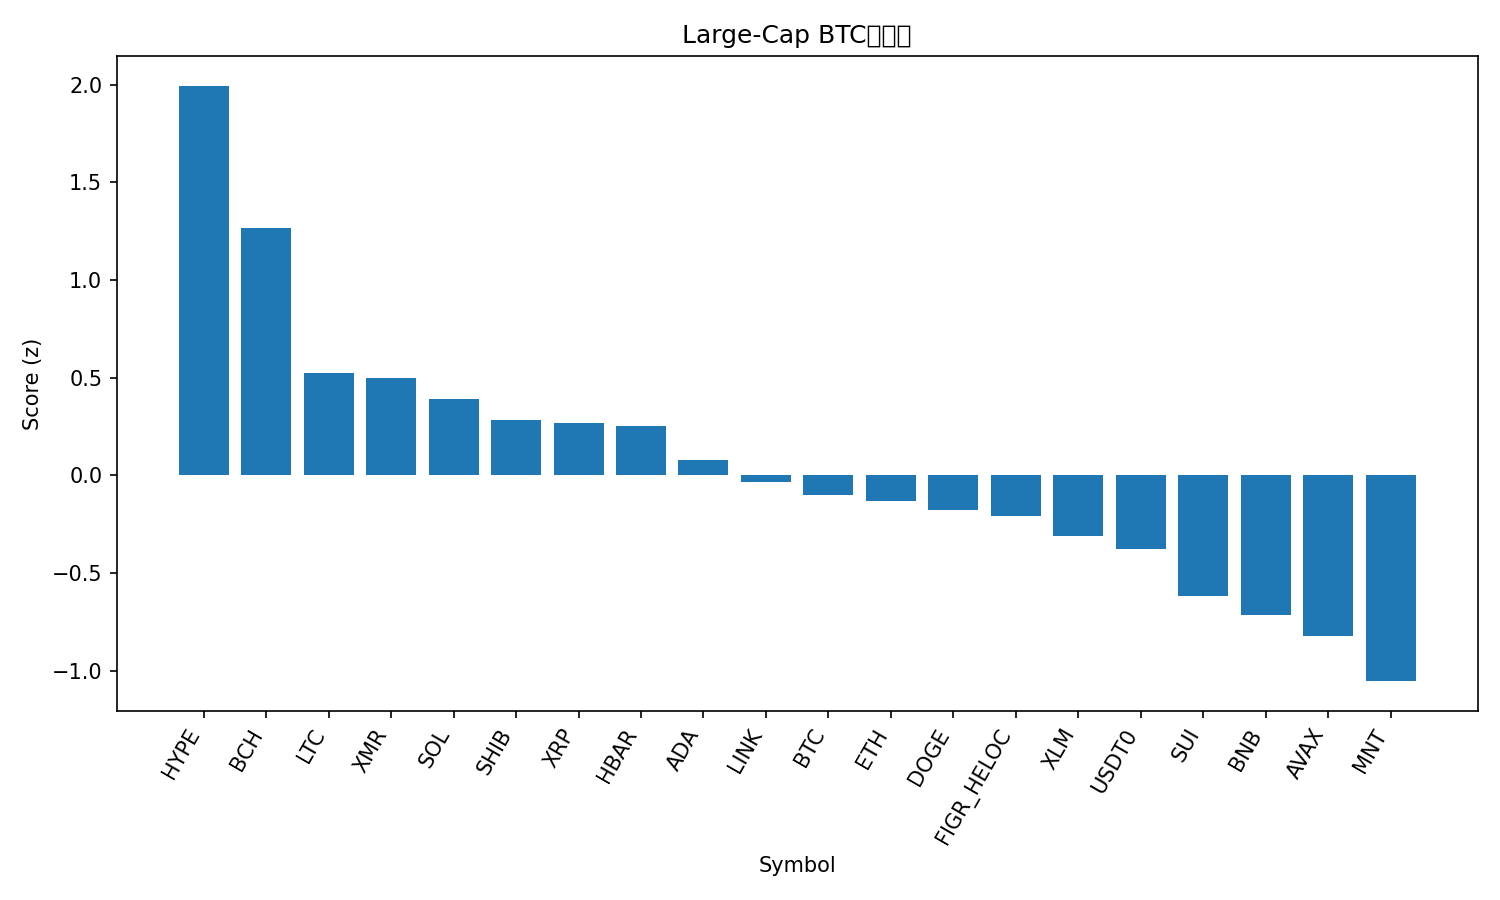 Large-Cap BTC
2.0
1.5
1.0
0.5
0.0
−0.5
−1.0
Score (z)
HYPE
BCH
LTC
XMR
SOL
SHIB
XRP
HBAR
ADA
LINK
BTC
ETH
DOGE
FIGR_HELOC
XLM
USDT0
SUI
BNB
AVAX
MNT
Symbol